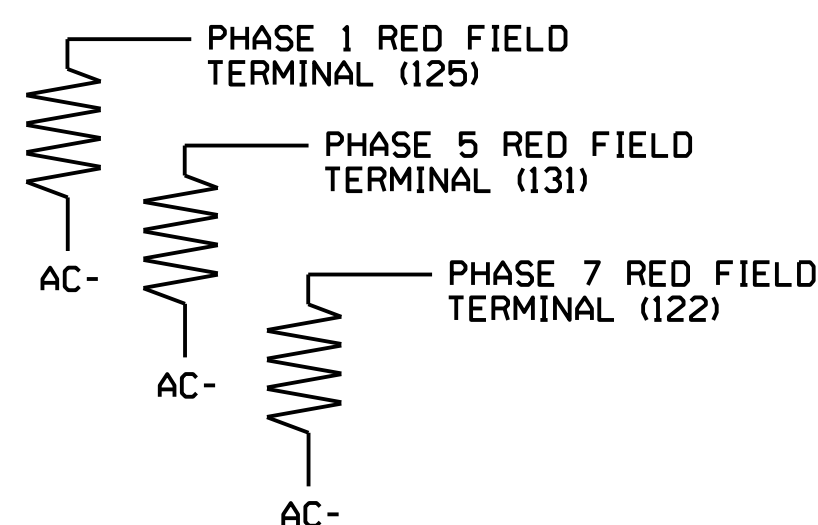 PHASE 1 RED FIELD
TERMINAL (125)
AC-
PHASE 5 RED FIELD
TERMINAL (131)
AC-
PHASE 7 RED FIELD
TERMINAL (122)
AC-